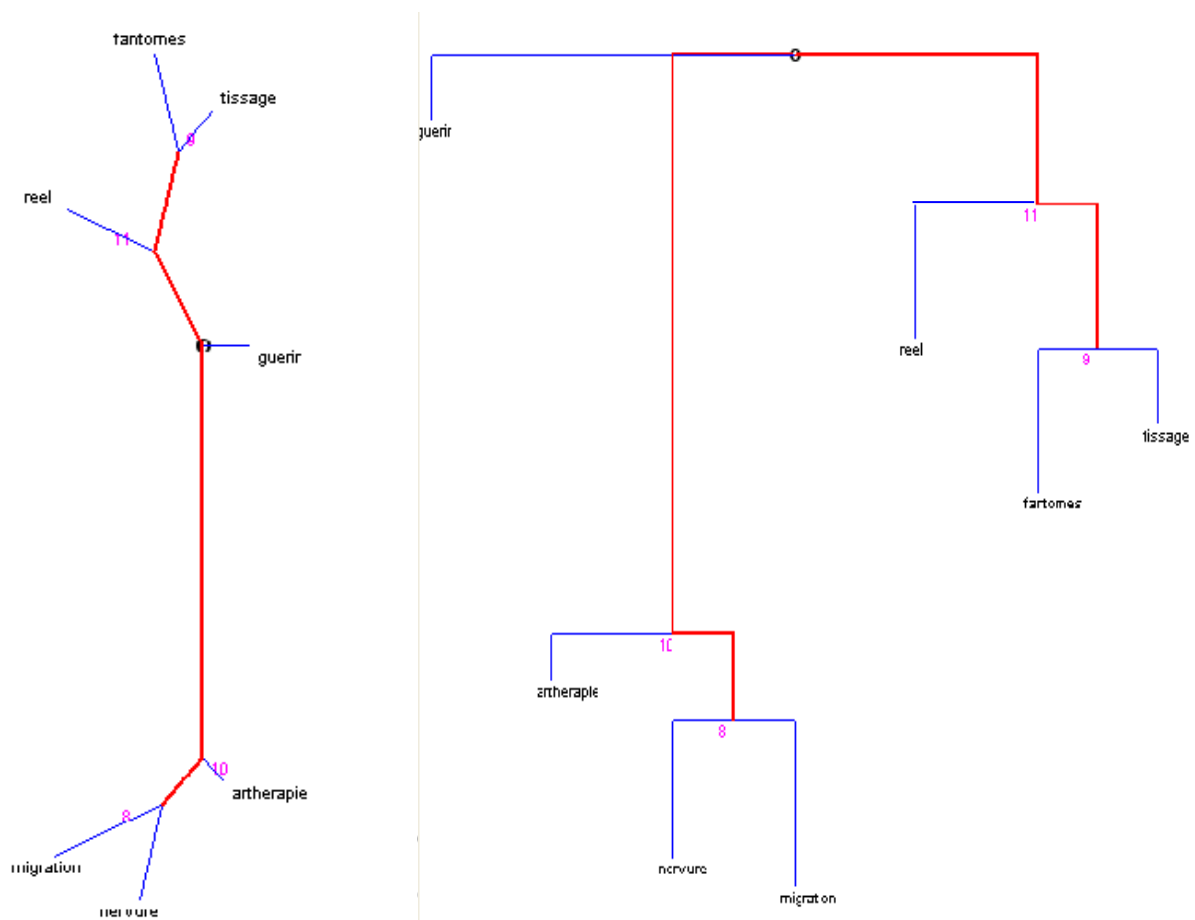 fantomes
tissage
9
reel
11
0
guerir
10
artherapie
8
migration
nervure
0
guerir
11
reel
9
tissage
fantomes
10
artherapie
8
nervure
migration